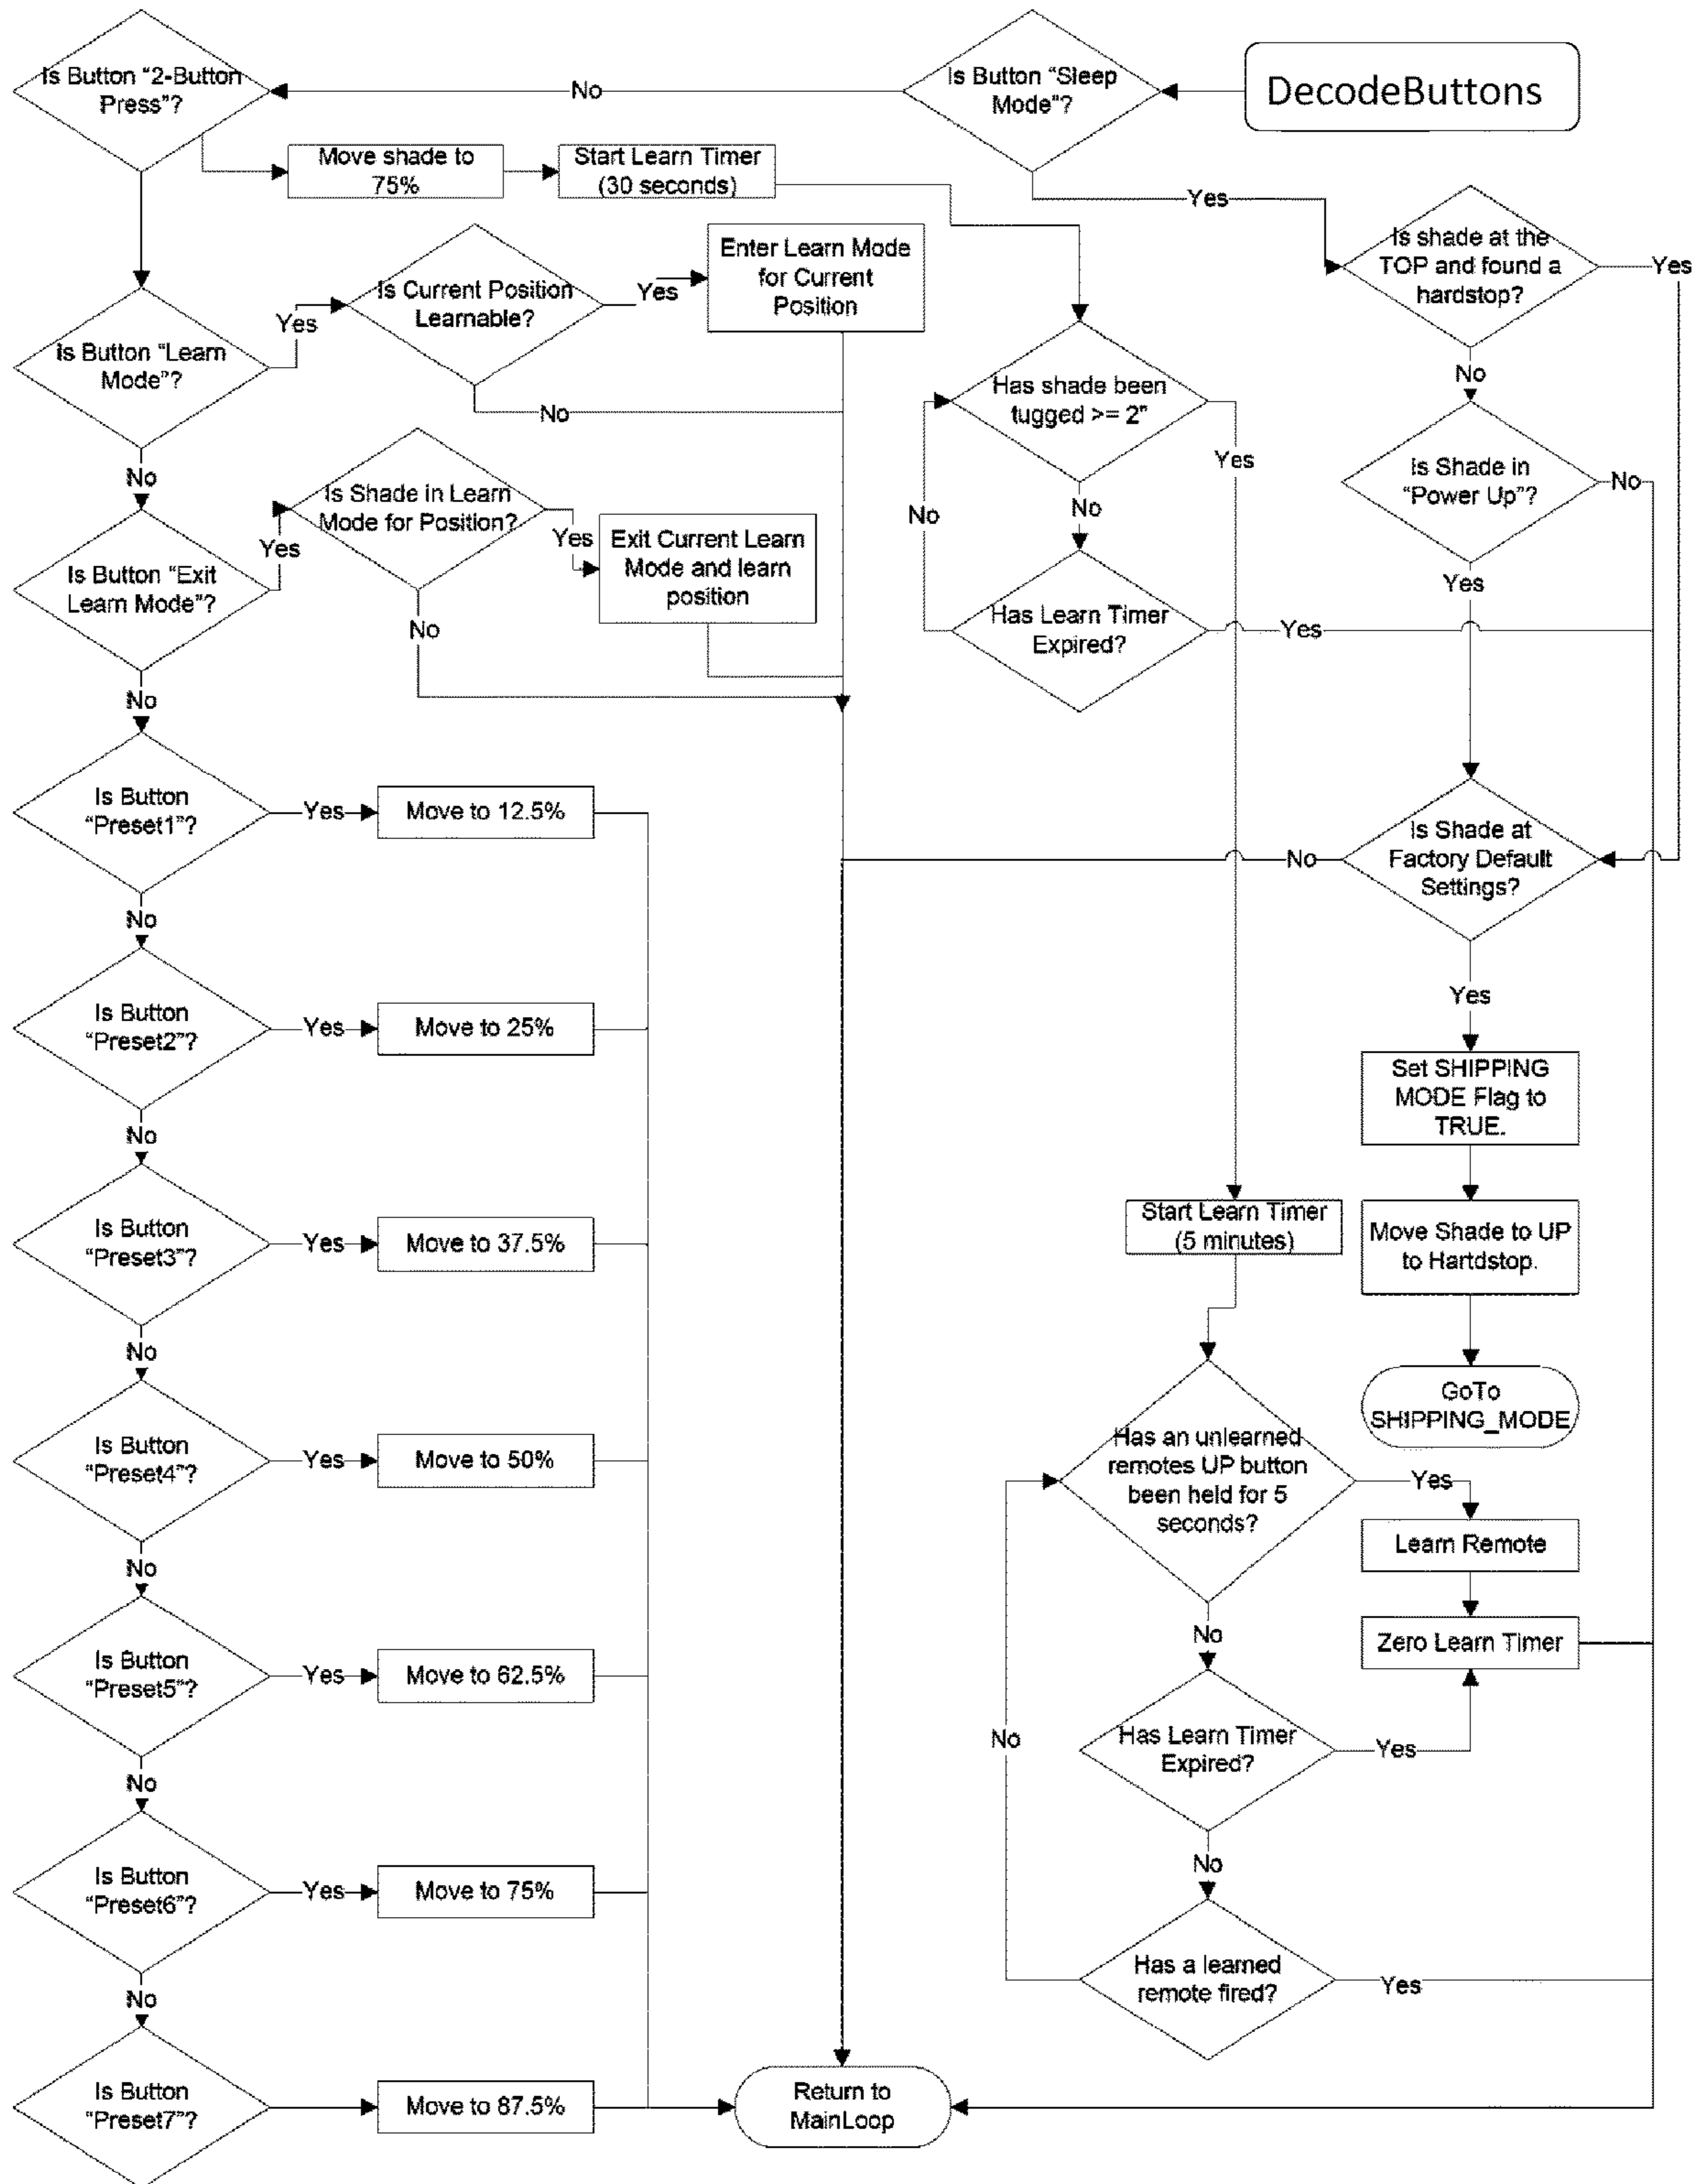 Is Button "2-Button
Press"?
No
Is Button "Sleep
Mode"?
DecodeButtons
Move shade to
75%
Start Learn Timer
(30 seconds)
Yes
Is shade at the
TOP and found a
hardstop?
Yes
Enter Learn Mode
for Current
Position
Is Current Position
Learnable?
Yes
Yes
is Button "Learn
Mode"?
No
No
Has shade been
tugged >= 2"
Yes
No
Is Shade in
"Power Up"?
No
No
Is Shade in Learn
Mode for Position?
Yes
Yes
Exit Current Learn
Mode and learn
position
No
No
Is Button "Exit
Learn Mode"?
No
Has Learn Timer
Expired?
Yes
Yes
No
Is Button
"Preset1"?
Yes
Move to 12.5%
No
Is Shade at
Factory Default
Settings?
No
Yes
Is Button
"Preset2"?
Yes
Move to 25%
Set SHIPPING
MODE Flag to
TRUE.
No
Is Button
"Preset3"?
Yes
Move to 37.5%
Start Learn Timer
(5 minutes)
Move Shade to UP
to Hartdstop.
No
GoTo
SHIPPING_MODE
Is Button
"Preset4"?
Yes
Move to 50%
Has an unlearned
remotes UP button
been held for 5
seconds?
Yes
Learn Remote
No
Is Button
"Preset5"?
Yes
Move to 62.5%
No
Zero Learn Timer
No
No
Has Learn Timer
Expired?
Yes
Is Button
"Preset6"?
Yes
Move to 75%
No
No
Has a learned
remote fired?
Yes
Is Button
"Preset7"?
Move to 87.5%
Return to
MainLoop